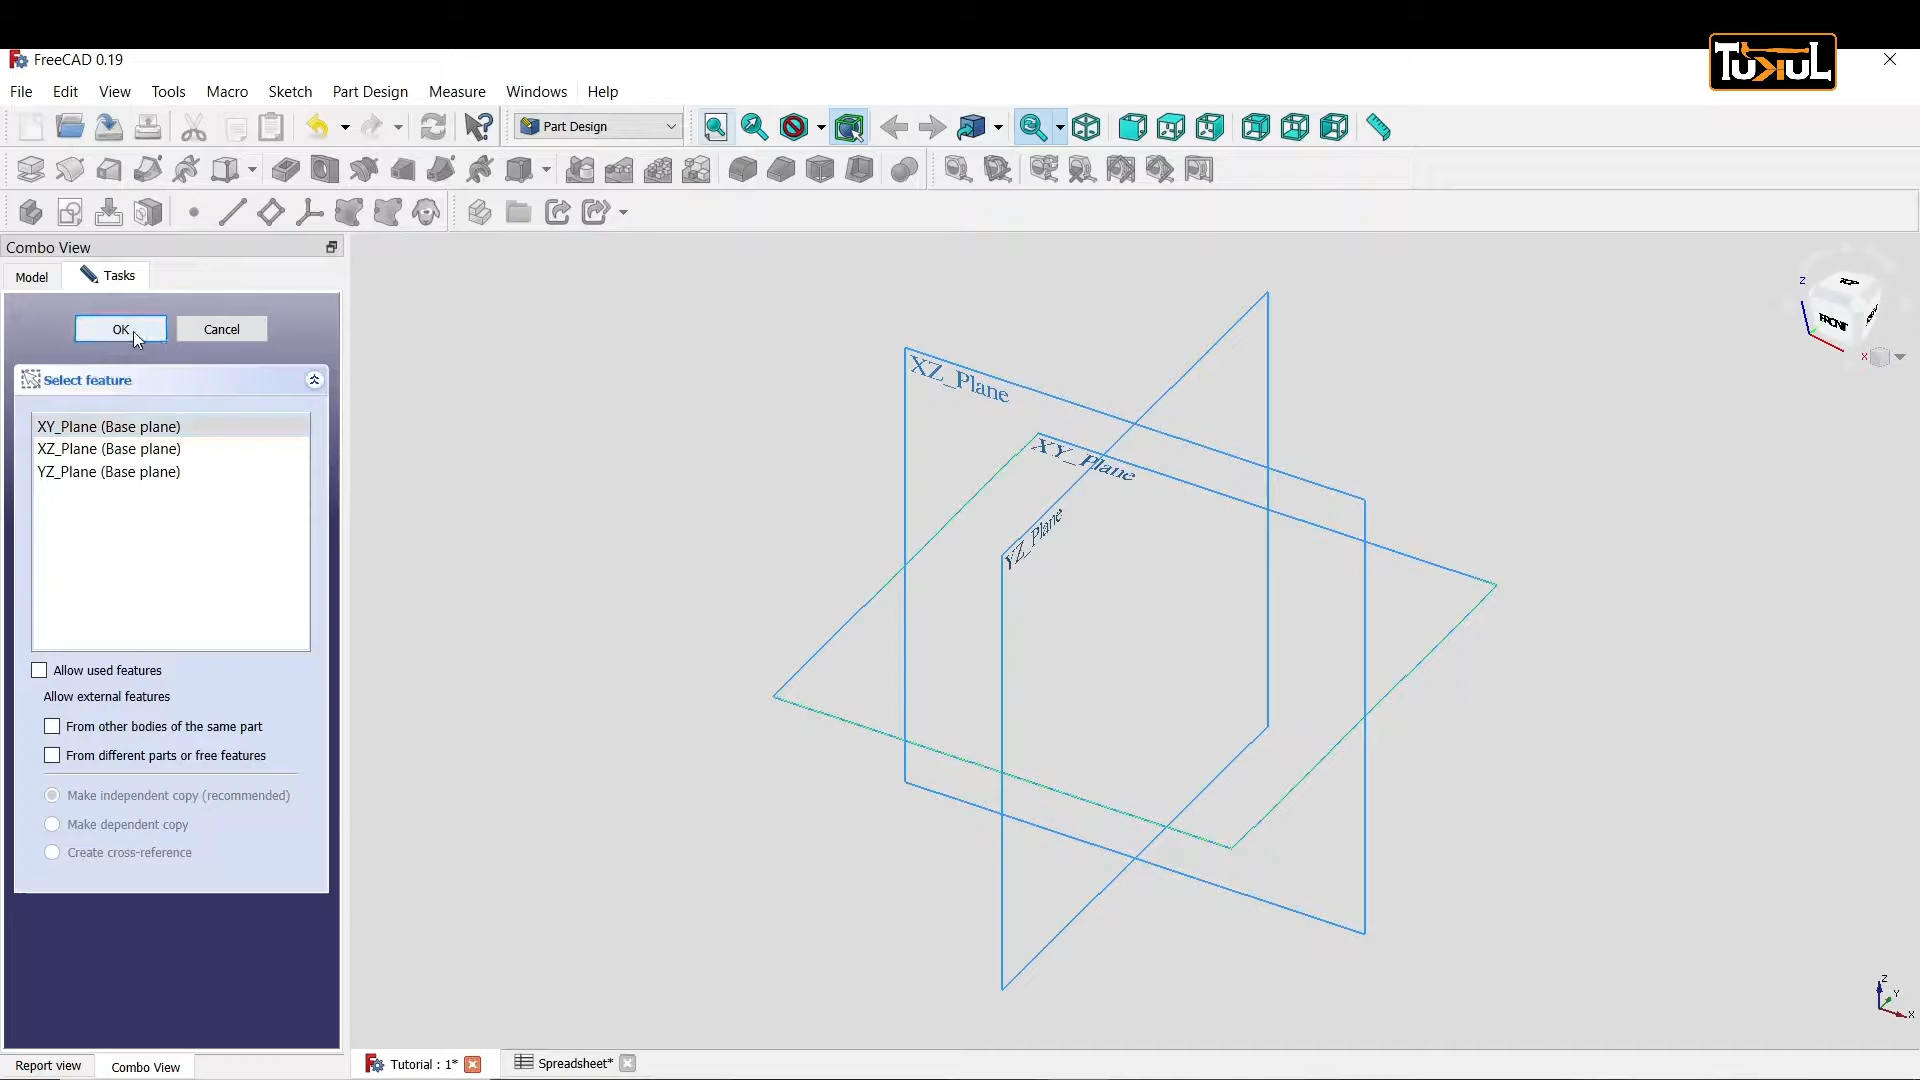 FreeCAD 0.19
TUKUL
File Edit View Tools Macro Sketch Part Design Measure Windows Help
Part Design
Combo View
Model Tasks
OK Cancel
Select feature
XY_Plane (Base plane)
XZ_Plane (Base plane)
YZ_Plane (Base plane)
Allow used features
Allow external features
From other bodies of the same part
From different parts or free features
Make independent copy (recommended)
Make dependent copy
Create cross-reference
XZ_Plane
XY_Plane
YZ_Plane
Z
TOP
FRONT
X
Z
Y
X
Report view Combo View
Tutorial : 1* Spreadsheet*